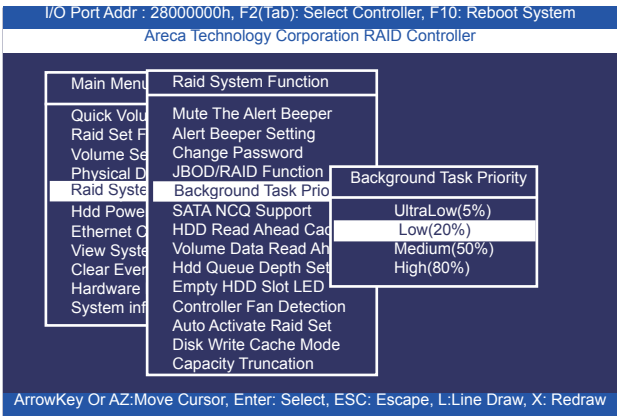 I/O Port Addr : 28000000h, F2(Tab): Select Controller, F10: Reboot System
Areca Technology Corporation RAID Controller
Main Menu
Quick Volu
Raid Set F
Volume Se
Physical D
Raid Syste
Hdd Powe
Ethernet C
View Syste
Clear Even
Hardware
System inf
Raid System Function
Mute The Alert Beeper
Alert Beeper Setting
Change Password
JBOD/RAID Function
Background Task Prio
SATA NCQ Support
HDD Read Ahead Cac
Volume Data Read Ah
Hdd Queue Depth Set
Empty HDD Slot LED
Controller Fan Detection
Auto Activate Raid Set
Disk Write Cache Mode
Capacity Truncation
Background Task Priority
UltraLow(5%)
Low(20%)
Medium(50%)
High(80%)
ArrowKey Or AZ:Move Cursor, Enter: Select, ESC: Escape, L:Line Draw, X: Redraw